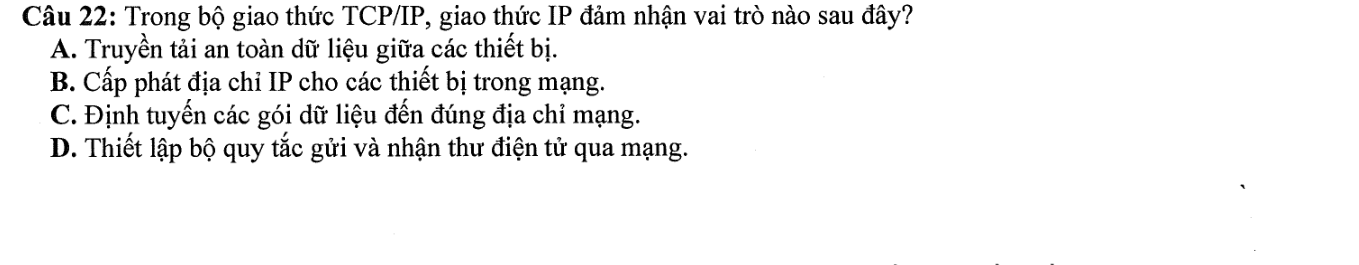 Câu 22: Trong bộ giao thức TCP/IP, giao thức IP đảm nhận vai trò nào sau đây?
A. Truyền tải an toàn dữ liệu giữa các thiết bị.
B. Cấp phát địa chỉ IP cho các thiết bị trong mạng.
C. Định tuyến các gói dữ liệu đến đúng địa chỉ mạng.
D. Thiết lập bộ quy tắc gửi và nhận thư điện tử qua mạng.